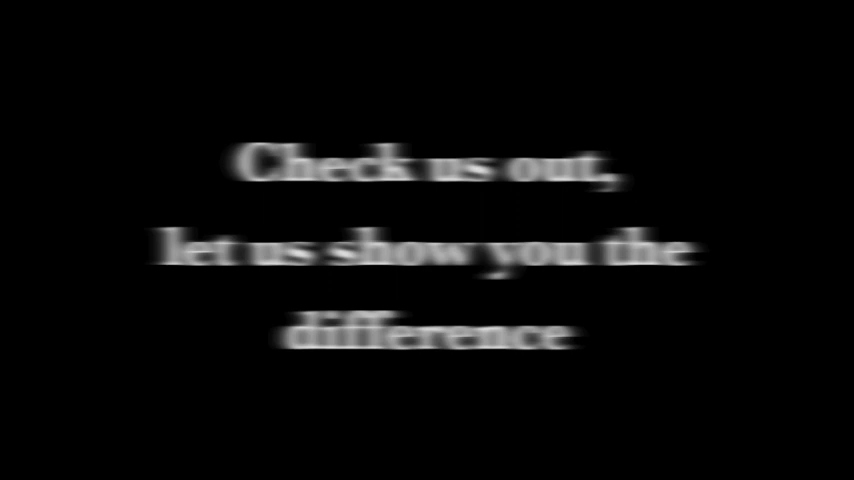 Check us out,
let us show you the
difference